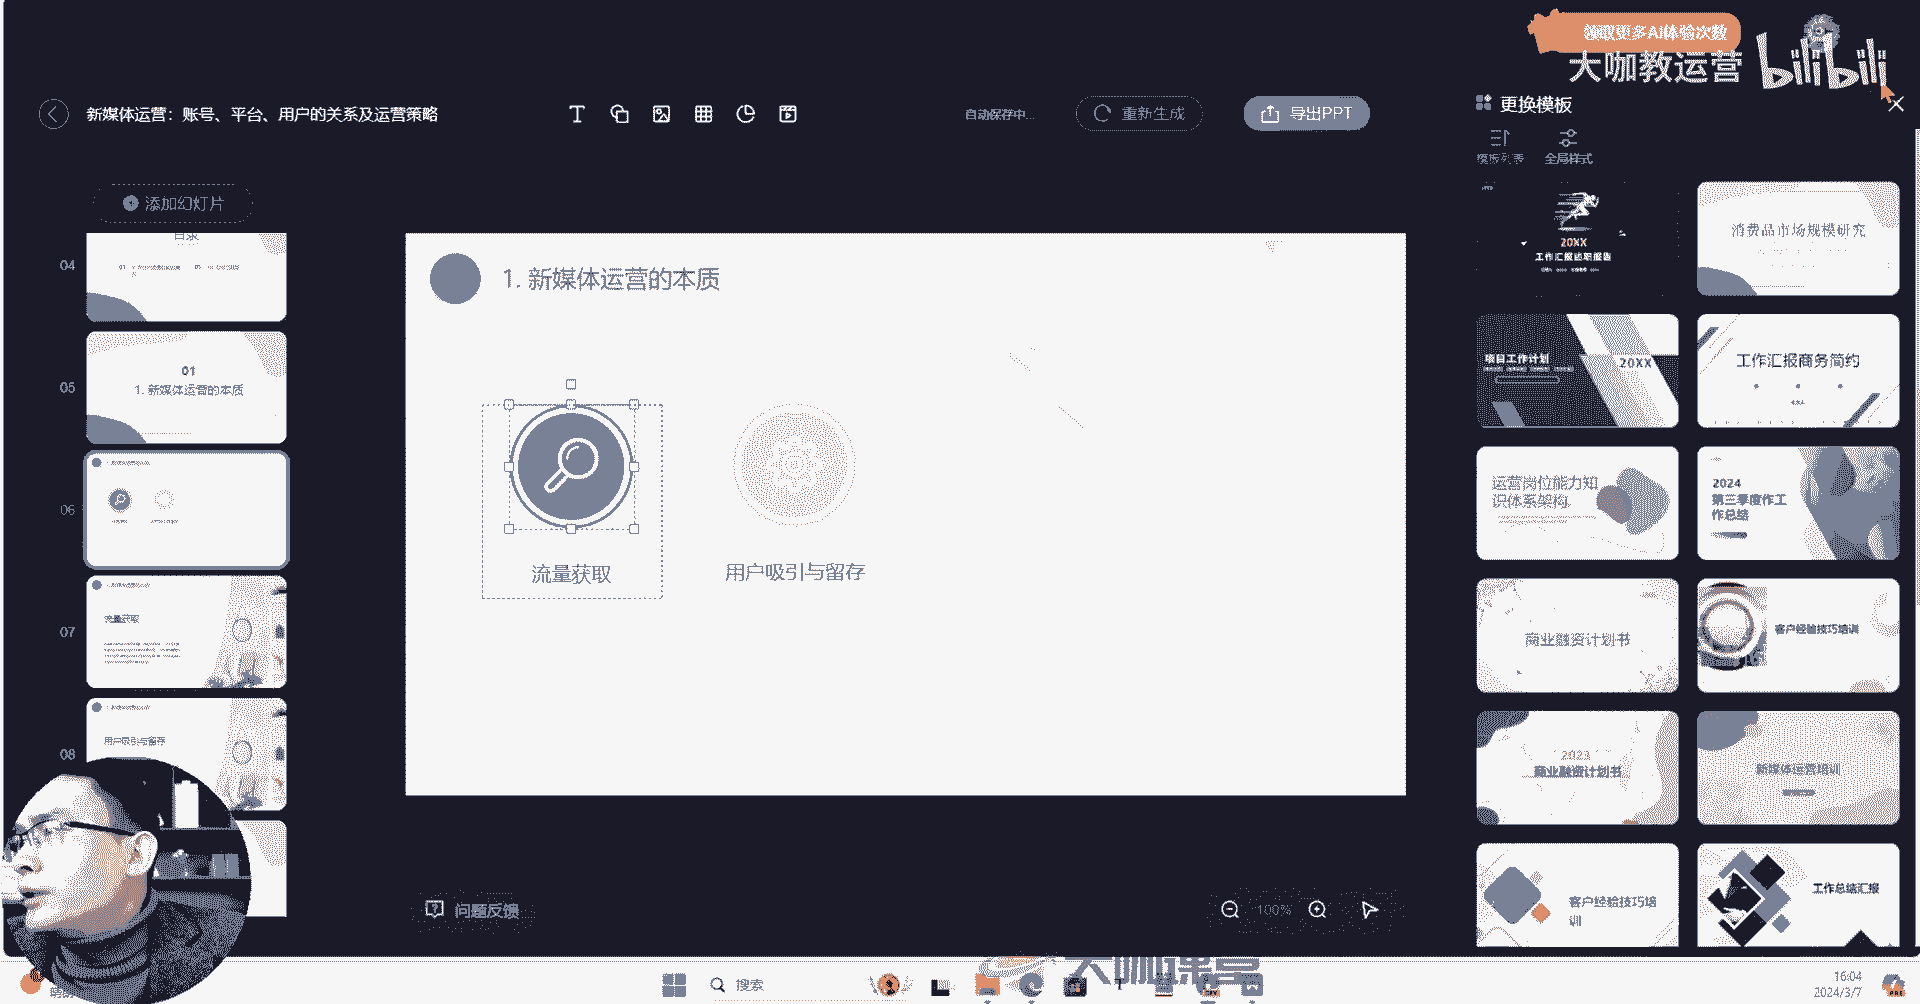 领取更多AI体验次数
大咖教运营
bilibili
新媒体运营：账号、平台、用户的关系及运营策略
自动保存中...
重新生成
导出PPT
更换模板
模板列表
全局样式
添加幻灯片
04
目录
05
01
1. 新媒体运营的本质
06
07
流量获取
08
用户吸引与留存
1. 新媒体运营的本质
流量获取
用户吸引与留存
20XX
工作汇报述职报告
消费品市场规模研究
项目工作计划
20XX
工作汇报商务简约
运营岗位能力知
识体系架构
2024
第三季度作工
作总结
商业融资计划书
客户经验技巧培训
2023
商业融资计划书
新媒体运营培训
客户经验技巧培
训
工作总结汇报
问题反馈
100%
搜索
大咖课堂
16:04
2024/3/7